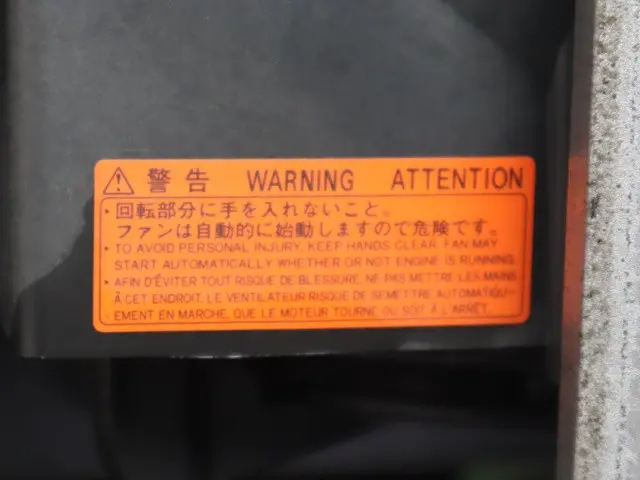 ⚠ 警告 WARNING ATTENTION
・回転部分に手を入れないこと。
ファンは自動的に始動しますので危険です。
• TO AVOID PERSONAL INJURY, KEEP HANDS CLEAR. FAN MAY
START AUTOMATICALLY WHETHER OR NOT ENGINE IS RUNNING.
• AFIN D'ÉVITER TOUT RISQUE DE BLESSURE, NE PAS METTRE LES MAINS
À CET ENDROIT. LE VENTILATEUR RISQUE DE SE METTRE AUTOMATIQU-
EMENT EN MARCHE, QUE LE MOTEUR TOURNE OU SOIT À L'ARRÊT.